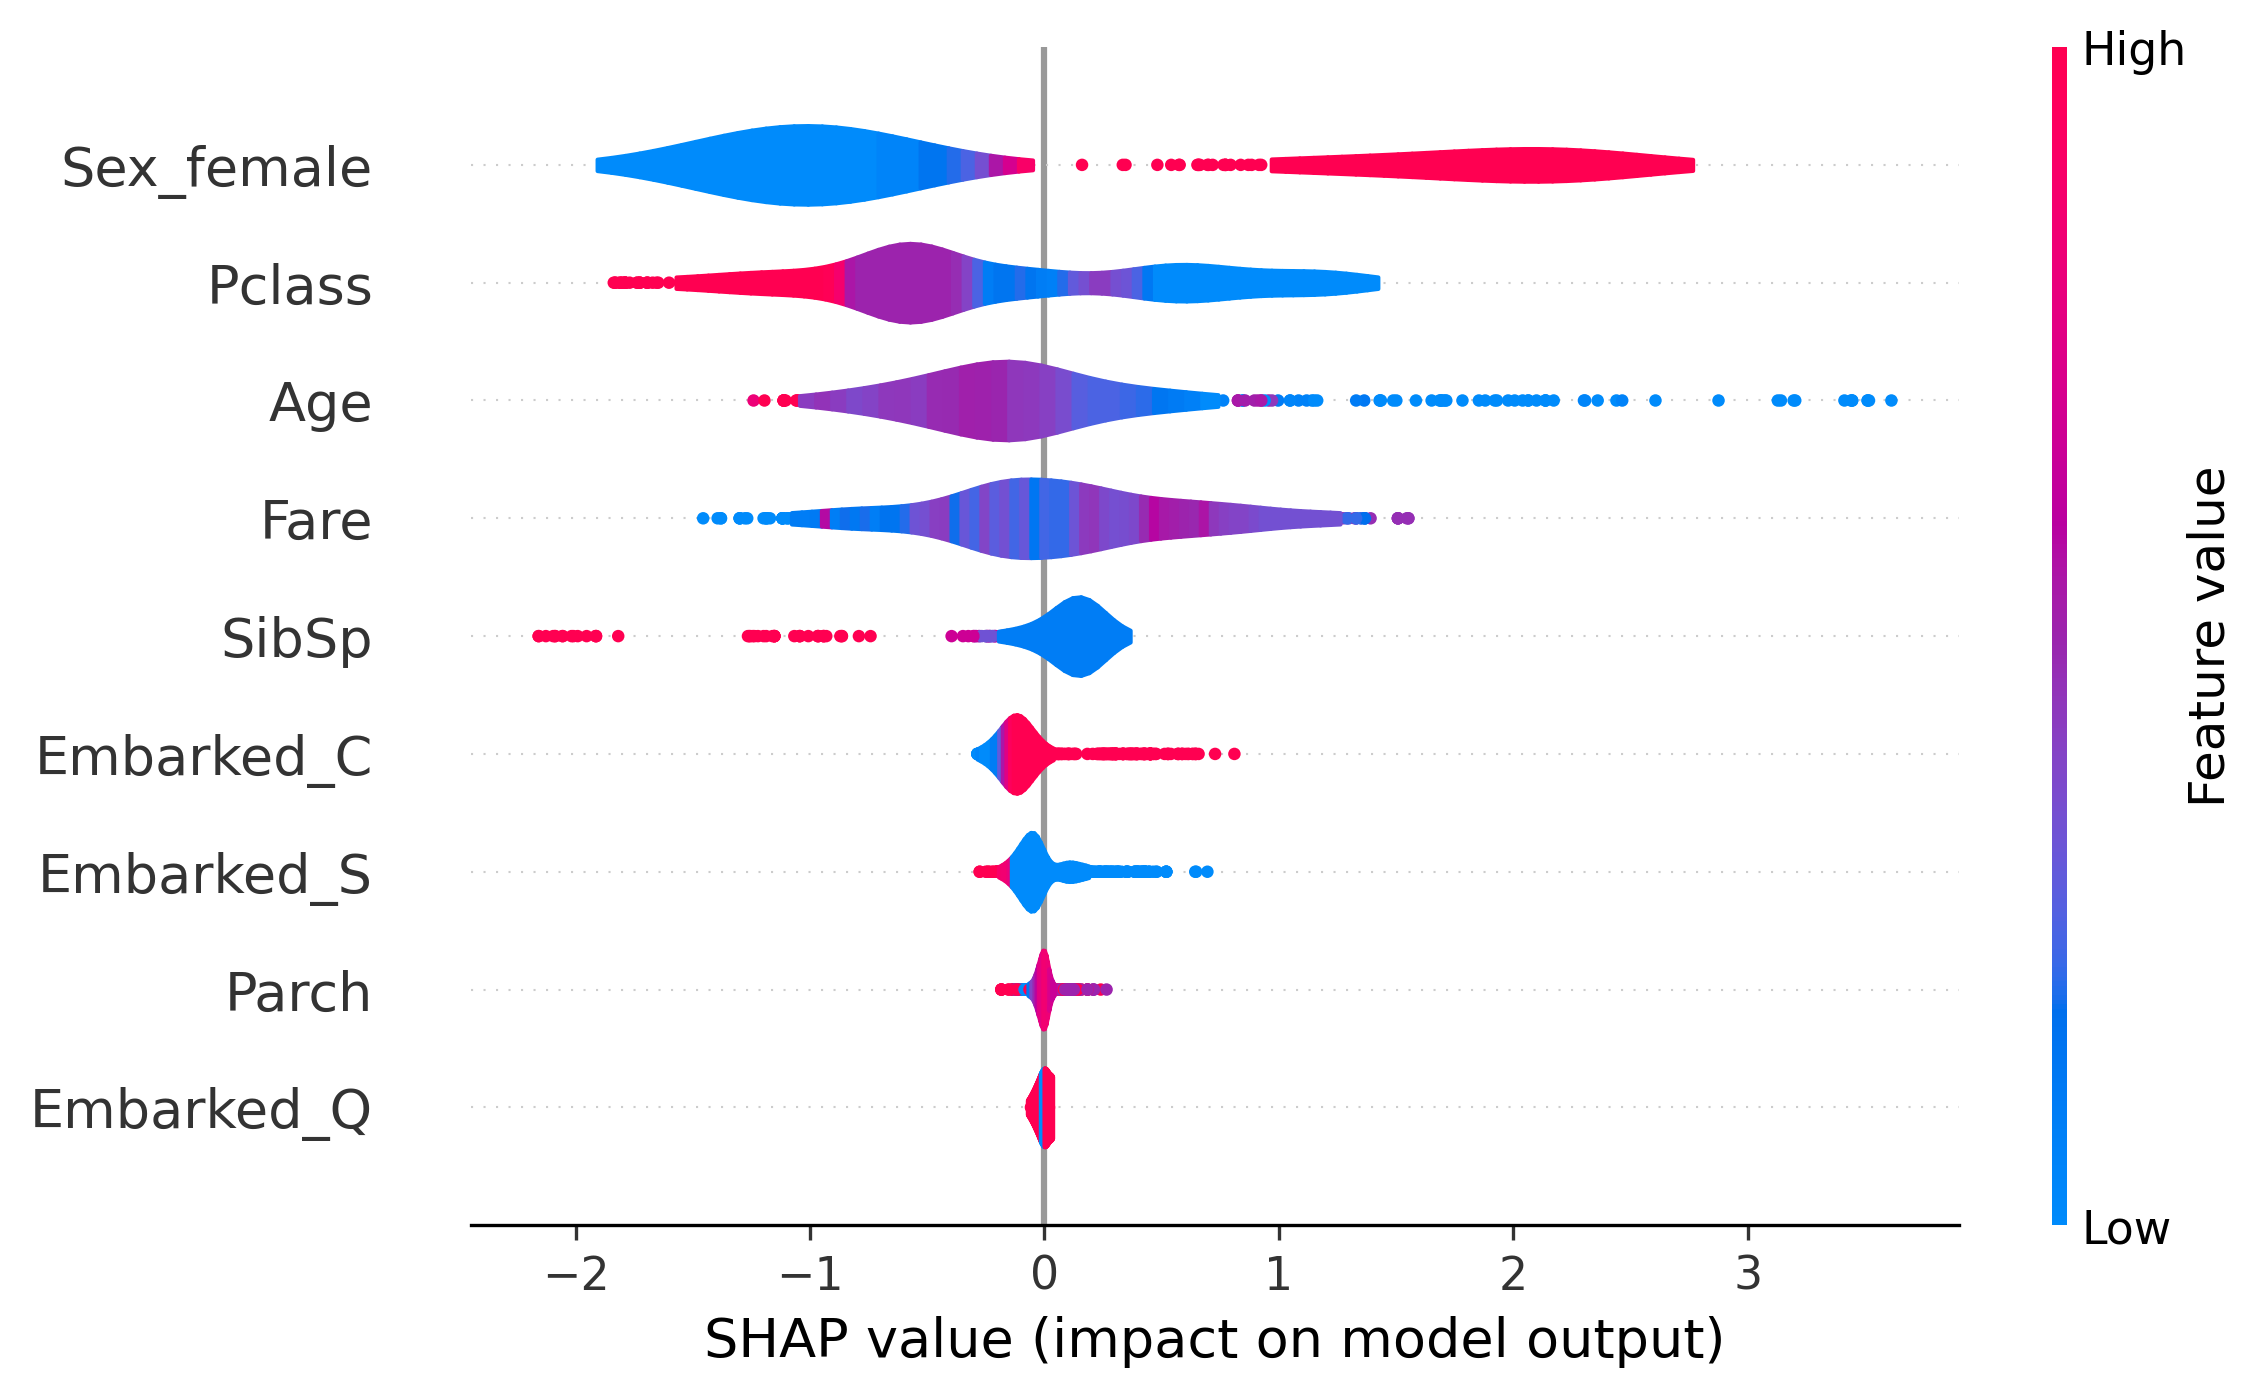 High
Sex_female
Pclass
Age
Fare
SibSp
Embarked_C
Embarked_S
Parch
Embarked_Q
Feature value
Low
−2 −1 0 1 2 3
SHAP value (impact on model output)